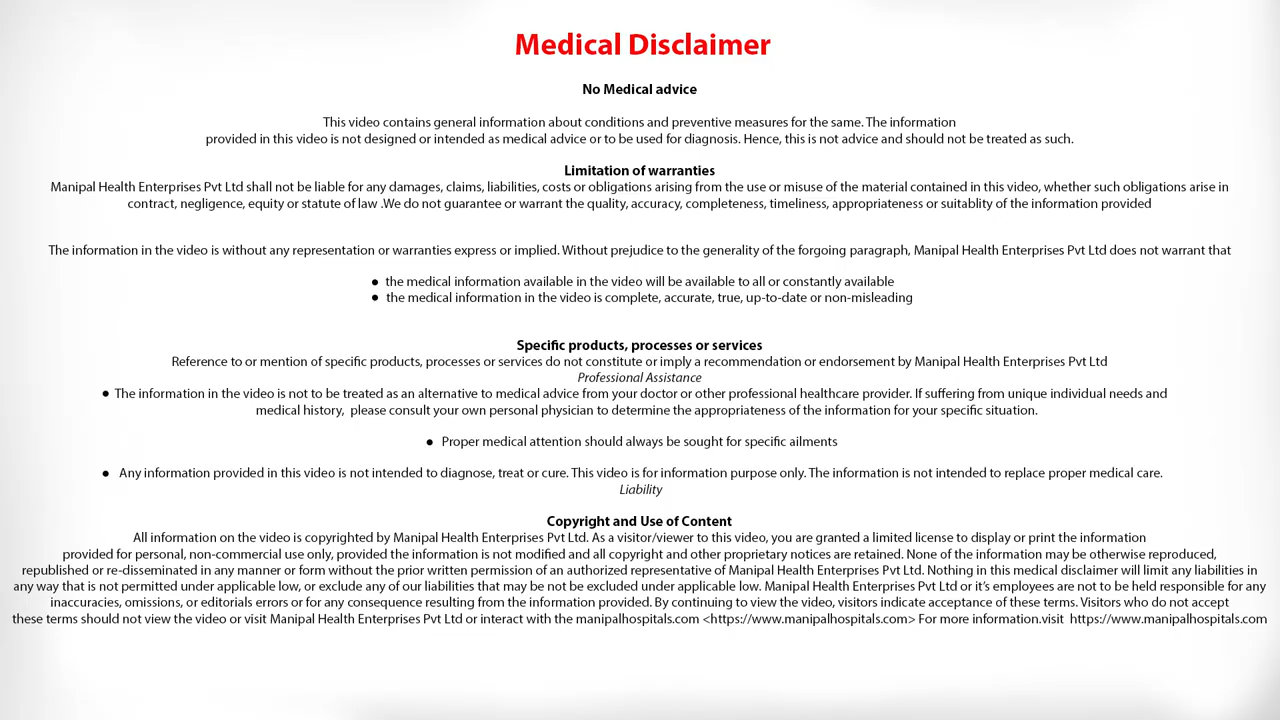 Medical Disclaimer
No Medical advice
This video contains general information about conditions and preventive measures for the same. The information
provided in this video is not designed or intended as medical advice or to be used for diagnosis. Hence, this is not advice and should not be treated as such.
Limitation of warranties
Manipal Health Enterprises Pvt Ltd shall not be liable for any damages, claims, liabilities, costs or obligations arising from the use or misuse of the material contained in this video, whether such obligations arise in
contract, negligence, equity or statute of law .We do not guarantee or warrant the quality, accuracy, completeness, timeliness, appropriateness or suitablity of the information provided
The information in the video is without any representation or warranties express or implied. Without prejudice to the generality of the forgoing paragraph, Manipal Health Enterprises Pvt Ltd does not warrant that
● the medical information available in the video will be available to all or constantly available
● the medical information in the video is complete, accurate, true, up-to-date or non-misleading
Specific products, processes or services
Reference to or mention of specific products, processes or services do not constitute or imply a recommendation or endorsement by Manipal Health Enterprises Pvt Ltd
Professional Assistance
● The information in the video is not to be treated as an alternative to medical advice from your doctor or other professional healthcare provider. If suffering from unique individual needs and
medical history, please consult your own personal physician to determine the appropriateness of the information for your specific situation.
● Proper medical attention should always be sought for specific ailments
● Any information provided in this video is not intended to diagnose, treat or cure. This video is for information purpose only. The information is not intended to replace proper medical care.
Liability
Copyright and Use of Content
All information on the video is copyrighted by Manipal Health Enterprises Pvt Ltd. As a visitor/viewer to this video, you are granted a limited license to display or print the information
provided for personal, non-commercial use only, provided the information is not modified and all copyright and other proprietary notices are retained. None of the information may be otherwise reproduced,
republished or re-disseminated in any manner or form without the prior written permission of an authorized representative of Manipal Health Enterprises Pvt Ltd. Nothing in this medical disclaimer will limit any liabilities in
any way that is not permitted under applicable low, or exclude any of our liabilities that may be not be excluded under applicable low. Manipal Health Enterprises Pvt Ltd or it's employees are not to be held responsible for any
inaccuracies, omissions, or editorials errors or for any consequence resulting from the information provided. By continuing to view the video, visitors indicate acceptance of these terms. Visitors who do not accept
these terms should not view the video or visit Manipal Health Enterprises Pvt Ltd or interact with the manipalhospitals.com <https://www.manipalhospitals.com> For more information.visit https://www.manipalhospitals.com